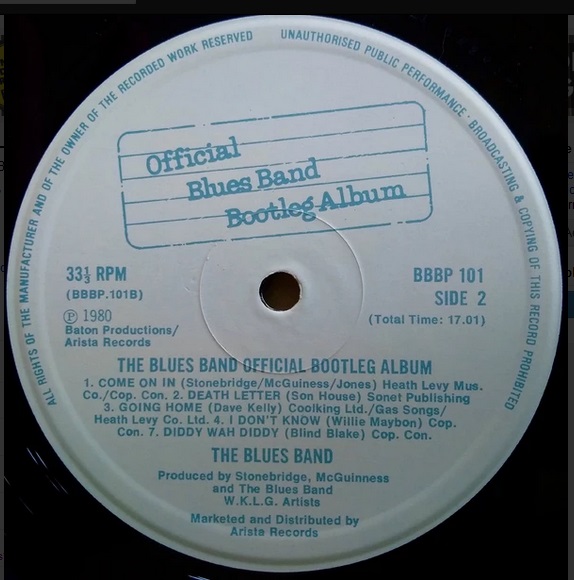 ALL RIGHTS OF THE MANUFACTURER AND OF THE OWNER OF THE RECORDED WORK RESERVED
UNAUTHORISED PUBLIC PERFORMANCE · BROADCASTING & COPYING OF THIS RECORD PROHIBITED
Official
Blues Band
Bootleg Album
33⅓ RPM
(BBBP.101B)
Ⓟ 1980
Baton Productions/
Arista Records
BBBP 101
SIDE 2
(Total Time: 17.01)
THE BLUES BAND OFFICIAL BOOTLEG ALBUM
1. COME ON IN (Stonebridge/McGuiness/Jones) Heath Levy Mus.
Co./Cop. Con. 2. DEATH LETTER (Son House) Sonet Publishing
3. GOING HOME (Dave Kelly) Coolking Ltd./Gas Songs/
Heath Levy Co. Ltd. 4. I DON'T KNOW (Willie Maybon) Cop.
Con. 7. DIDDY WAH DIDDY (Blind Blake) Cop. Con.
THE BLUES BAND
Produced by Stonebridge, McGuinness
and The Blues Band
W.K.L.G. Artists
Marketed and Distributed by
Arista Records